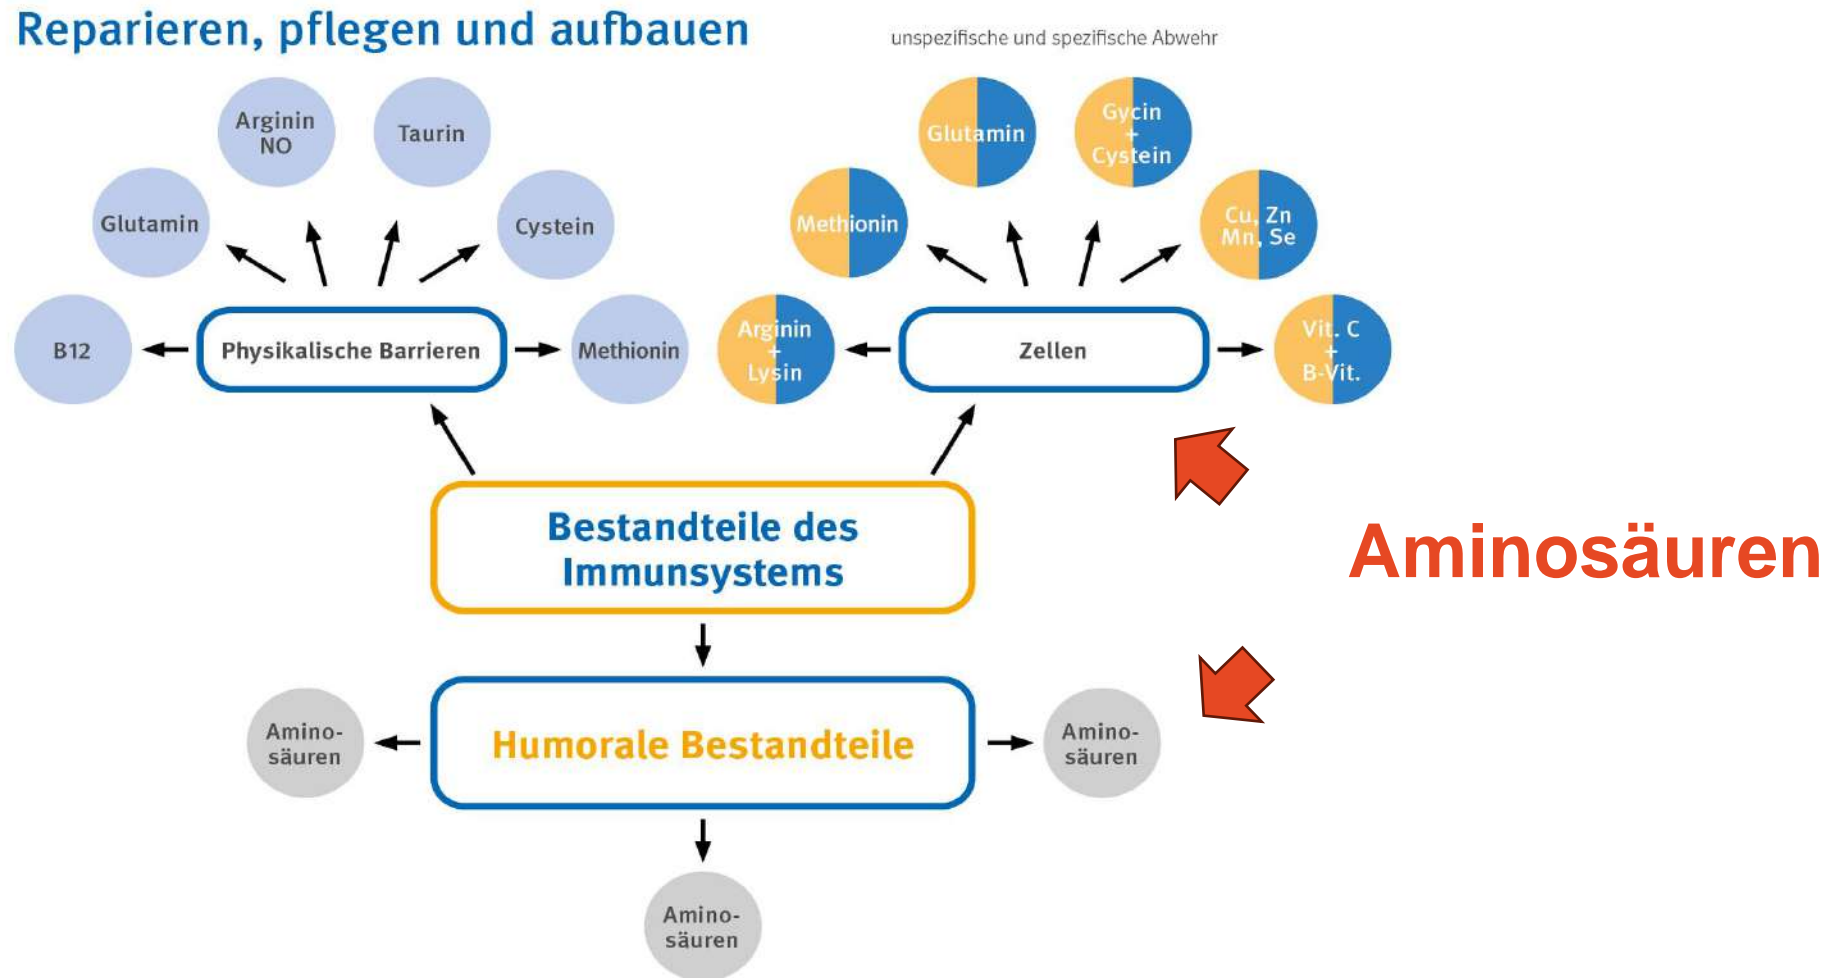 Reparieren, pflegen und aufbauen
unspezifische und spezifische Abwehr
Arginin
NO
Taurin
Glutamin
Cystein
B12
Physikalische Barrieren
Methionin
Glutamin
Gycin
+
Cystein
Methionin
Cu, Zn
Mn, Se
Arginin
+
Lysin
Zellen
Vit. C
+
B-Vit.
Bestandteile des
Immunsystems
Aminosäuren
Amino-
säuren
Humorale Bestandteile
Amino-
säuren
Amino-
säuren